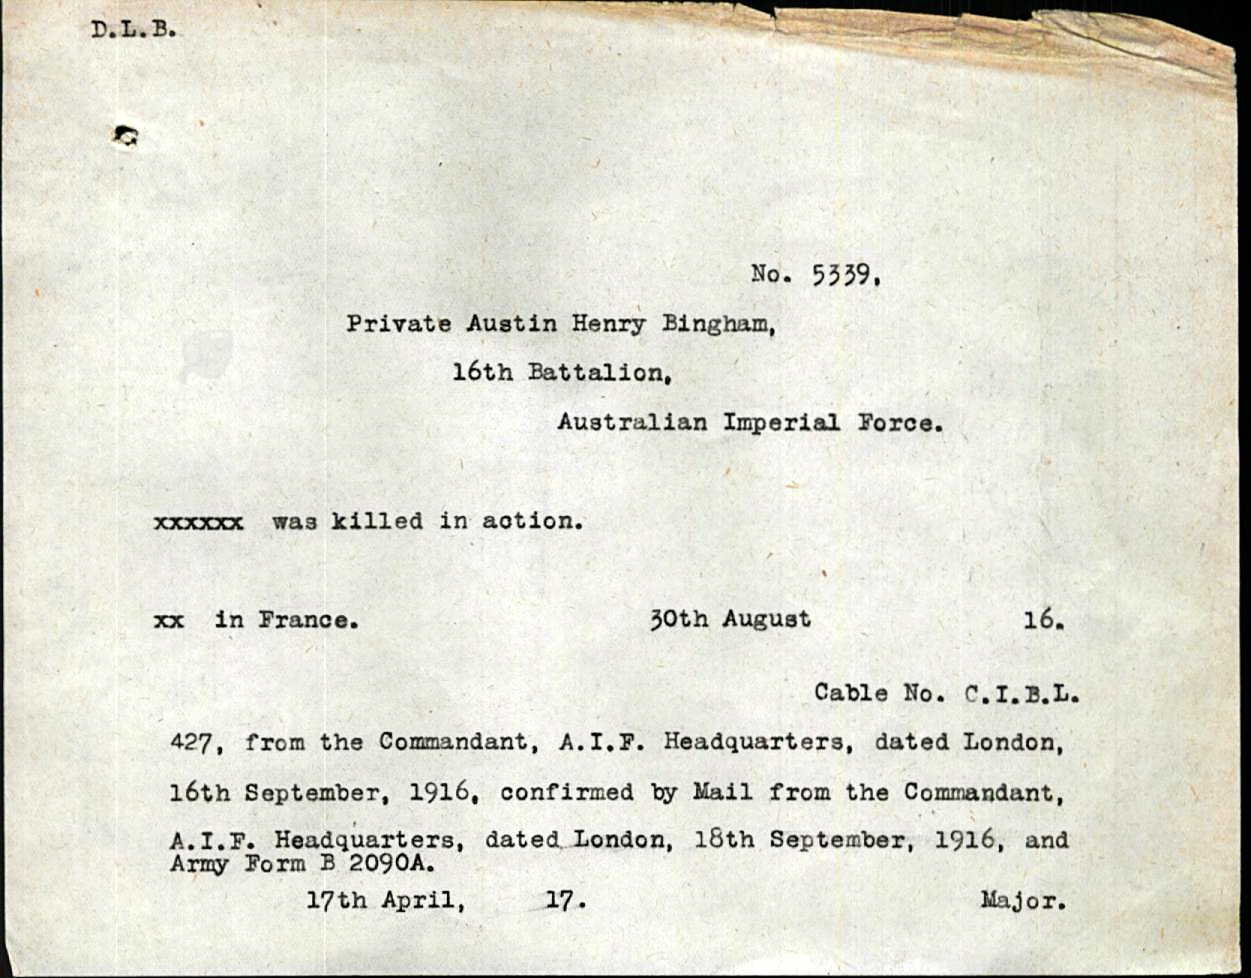 D.L.B.
No. 5339,
Private Austin Henry Bingham,
16th Battalion,
Australian Imperial Force.
xxxxxx was killed in action.
xx in France. 30th August 16.
Cable No. C.I.B.L.
427, from the Commandant, A.I.F. Headquarters, dated London,
16th September, 1916, confirmed by Mail from the Commandant,
A.I.F. Headquarters, dated London, 18th September, 1916, and
Army Form B 2090A.
17th April, 17. Major.